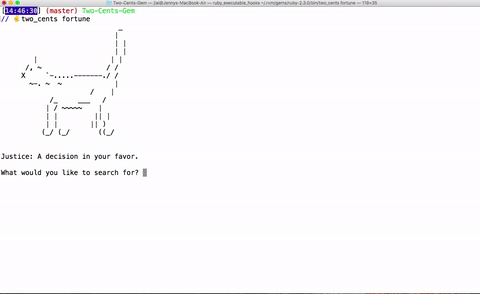 Two-Cents-Gem — (lal@Jennys-MacBook-Air) — ruby_executable_hooks ~/.rvm/gems/ruby-2.3.0/bin/two_cents fortune — 118×35
[14:46:30] (master) Two-Cents-Gem
// two_cents fortune
Justice: A decision in your favor.
What would you like to search for?